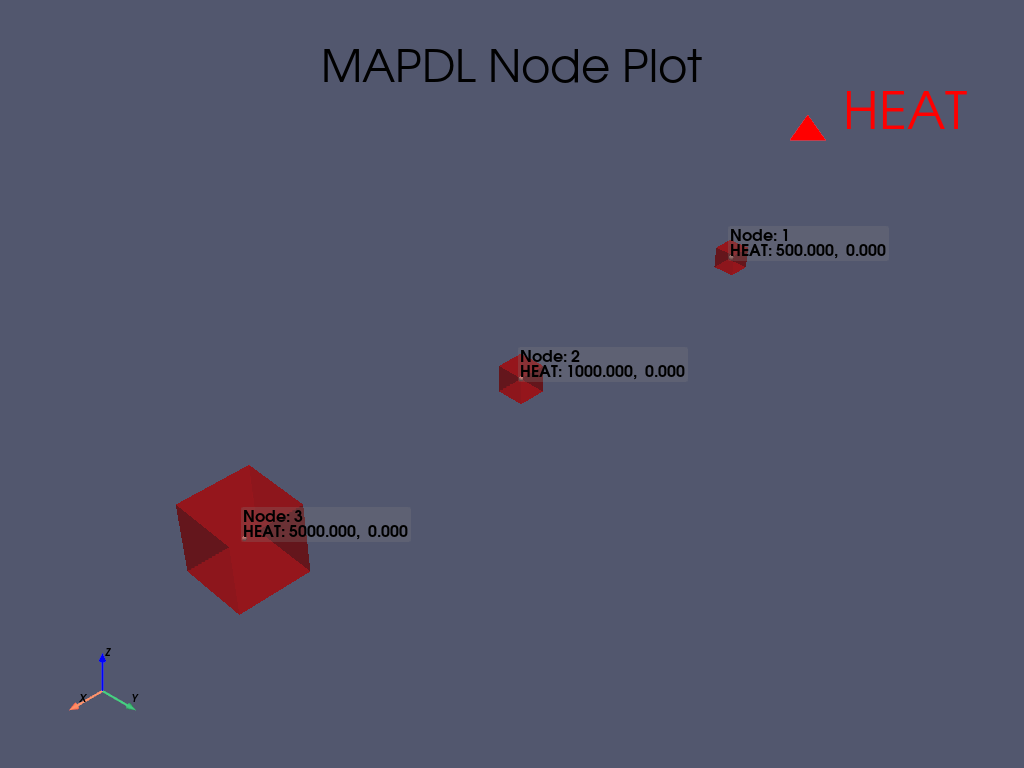 MAPDL Node Plot
HEAT
Node: 1
HEAT: 500.000, 0.000
Node: 2
HEAT: 1000.000, 0.000
Node: 3
HEAT: 5000.000, 0.000
Z
X
Y